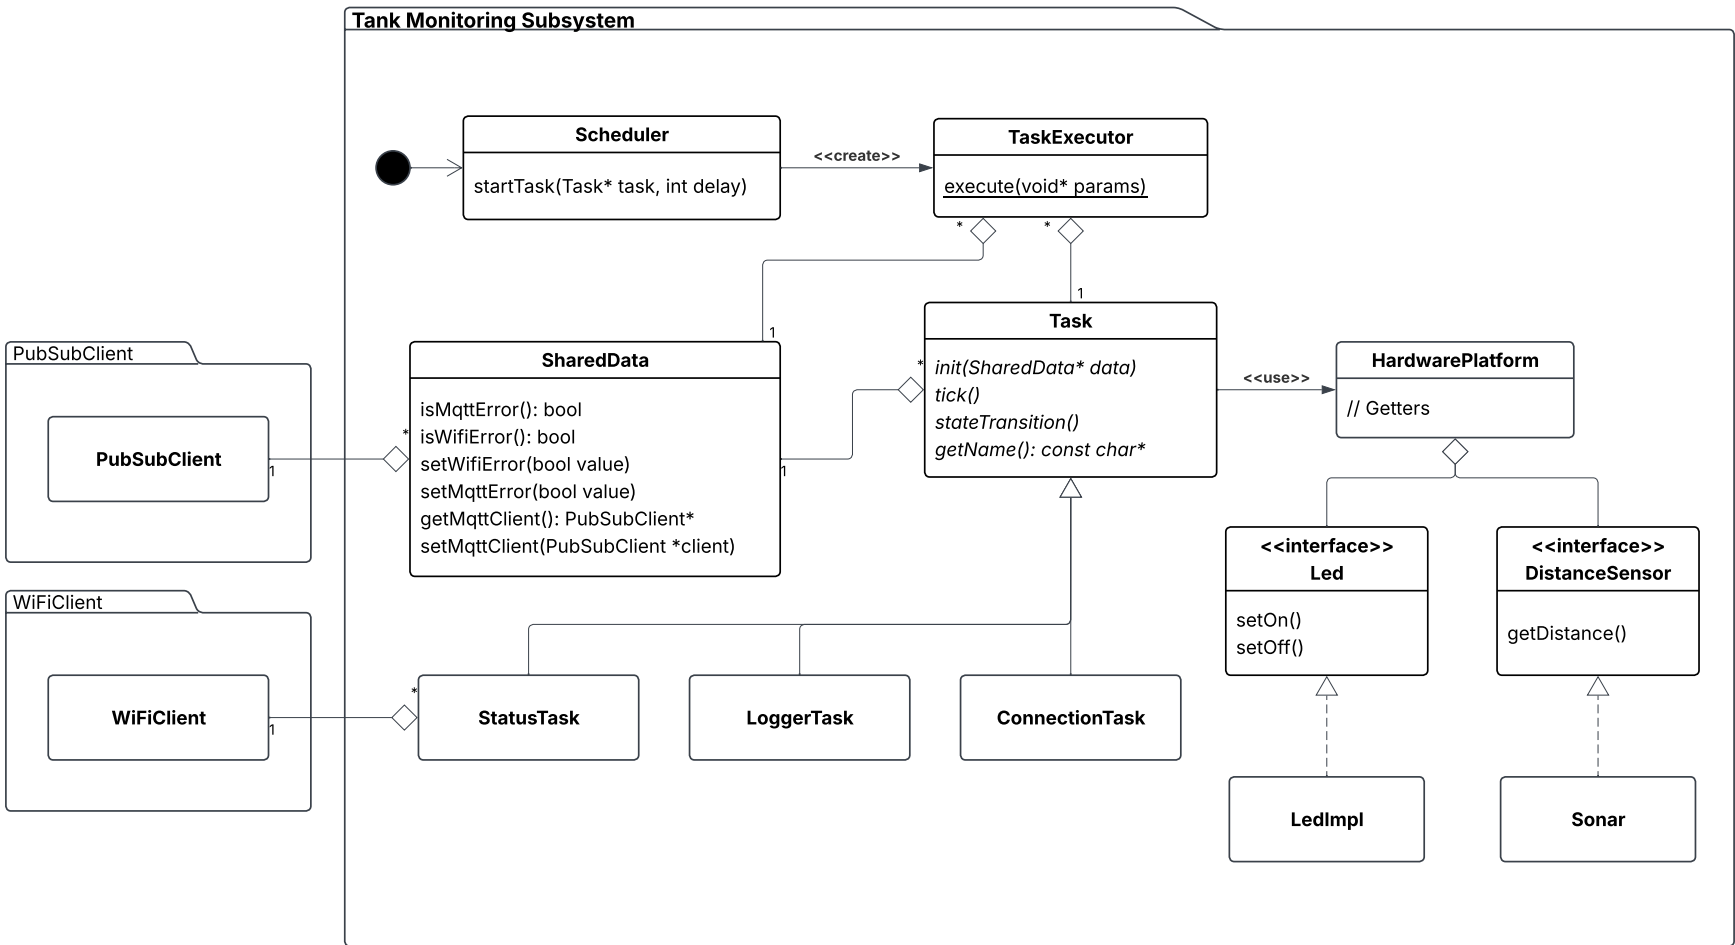 Tank Monitoring Subsystem
Scheduler
startTask(Task* task, int delay)
<<create>>
TaskExecutor
execute(void* params)
*
*
1
1
Task
init(SharedData* data)
tick()
stateTransition()
getName(): const char*
*
1
<<use>>
HardwarePlatform
// Getters
SharedData
isMqttError(): bool
isWifiError(): bool
setWifiError(bool value)
setMqttError(bool value)
getMqttClient(): PubSubClient*
setMqttClient(PubSubClient *client)
PubSubClient
PubSubClient
1
*
WiFiClient
WiFiClient
1
*
StatusTask
LoggerTask
ConnectionTask
<<interface>>
Led
setOn()
setOff()
<<interface>>
DistanceSensor
getDistance()
LedImpl
Sonar